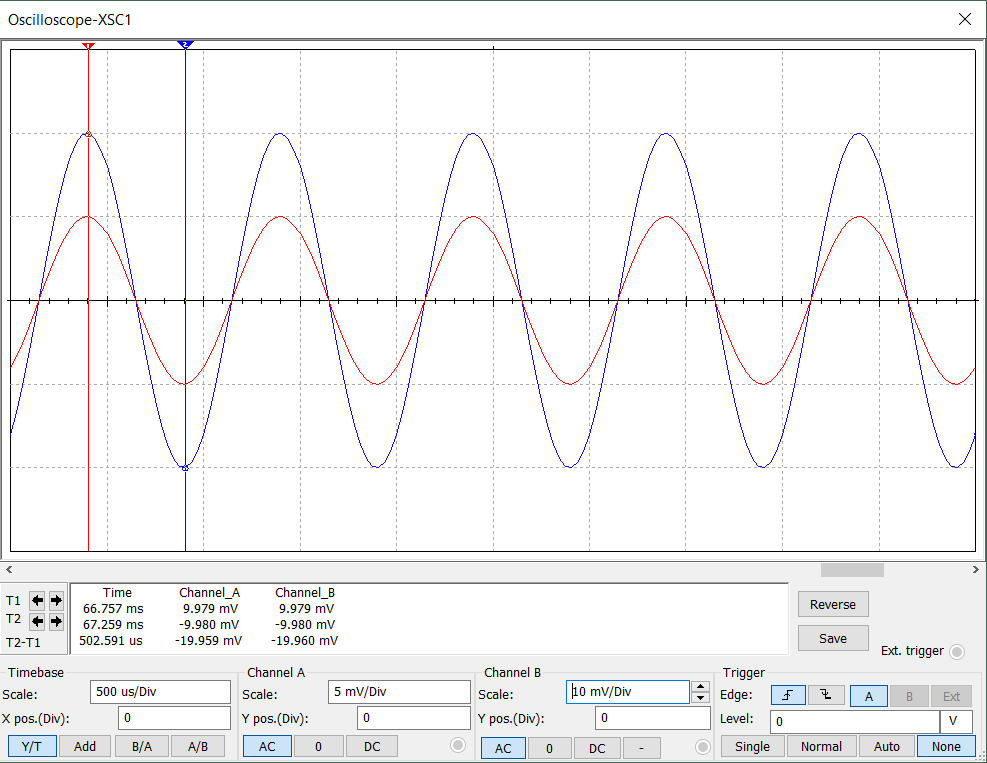 Oscilloscope-XSC1
1 2
Time Channel_A Channel_B
T1 66.757 ms 9.979 mV 9.979 mV
T2 67.259 ms -9.980 mV -9.980 mV
T2-T1 502.591 us -19.959 mV -19.960 mV
Reverse
Save
Ext. trigger
Timebase
Scale: 500 us/Div
X pos.(Div): 0
Y/T Add B/A A/B
Channel A
Scale: 5 mV/Div
Y pos.(Div): 0
AC 0 DC
Channel B
Scale: 10 mV/Div
Y pos.(Div): 0
AC 0 DC -
Trigger
Edge: A B Ext
Level: 0 V
Single Normal Auto None